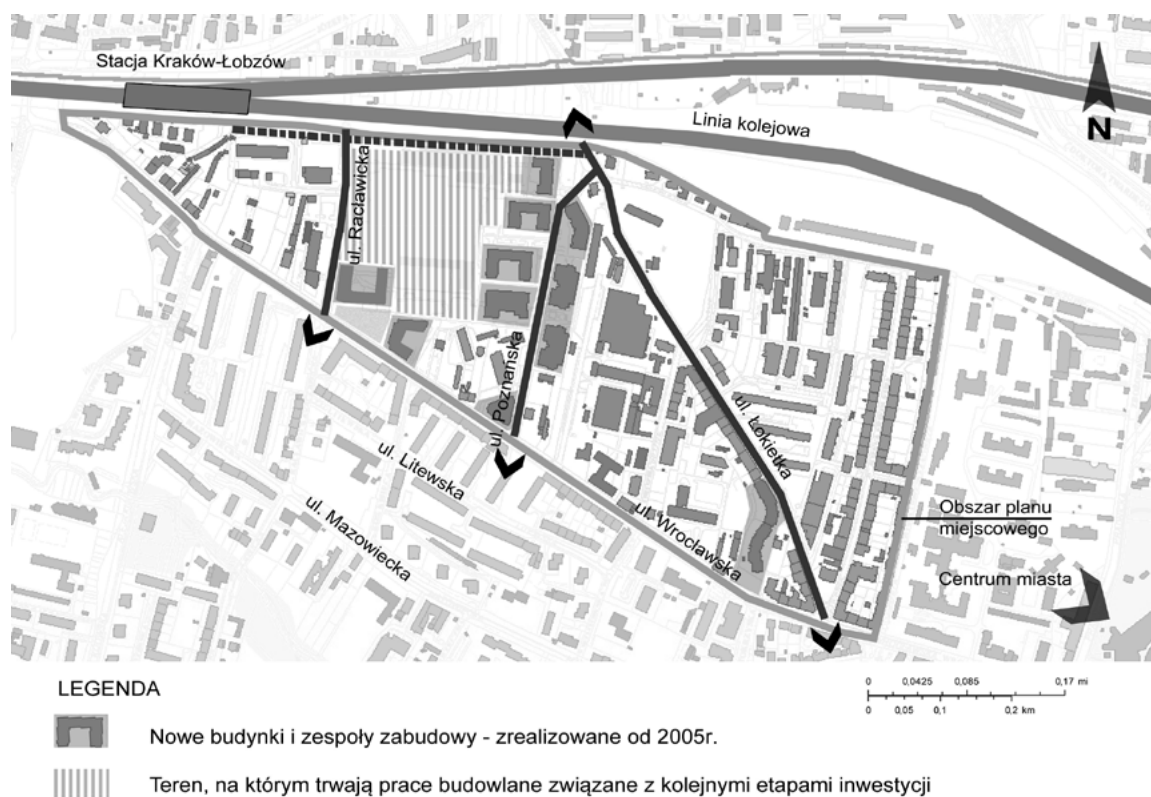 Stacja Kraków-Łobzów
Linia kolejowa
N
ul. Racławicka
ul. Poznańska
ul. Łokietka
ul. Litewska
ul. Mazowiecka
ul. Wrocławska
Obszar planu
miejscowego
Centrum miasta
LEGENDA
0 0,0425 0,085 0,17 mi
0 0,05 0,1 0,2 km
Nowe budynki i zespoły zabudowy - zrealizowane od 2005r.
Teren, na którym trwają prace budowlane związane z kolejnymi etapami inwestycji